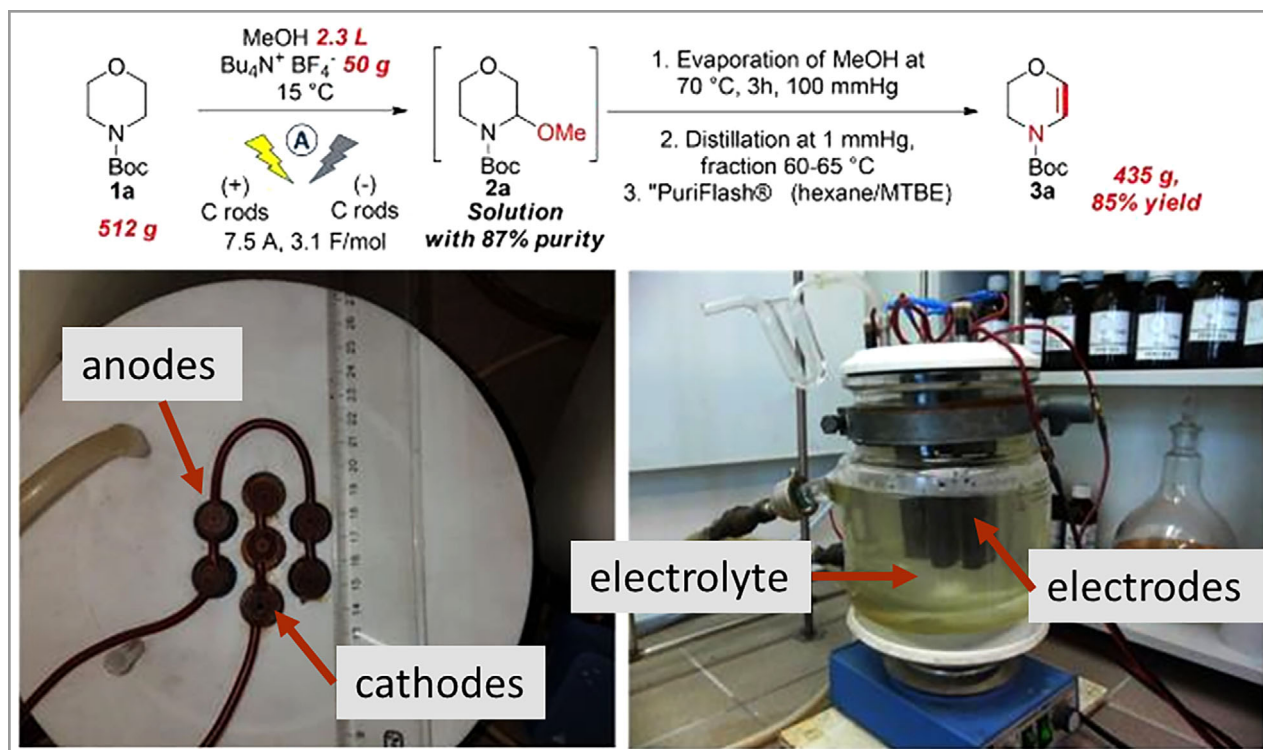 MeOH 2.3 L
Bu₄N⁺ BF₄⁻ 50 g
15 °C
O
N
Boc
1a
512 g
A
(+)
C rods
(-)
C rods
7.5 A, 3.1 F/mol
O
N
OMe
Boc
2a
Solution
with 87% purity
1. Evaporation of MeOH at
70 °C, 3h, 100 mmHg
2. Distillation at 1 mmHg,
fraction 60-65 °C
3. "PuriFlash® (hexane/MTBE)
O
N
Boc
3a
435 g,
85% yield
anodes
cathodes
electrolyte
electrodes